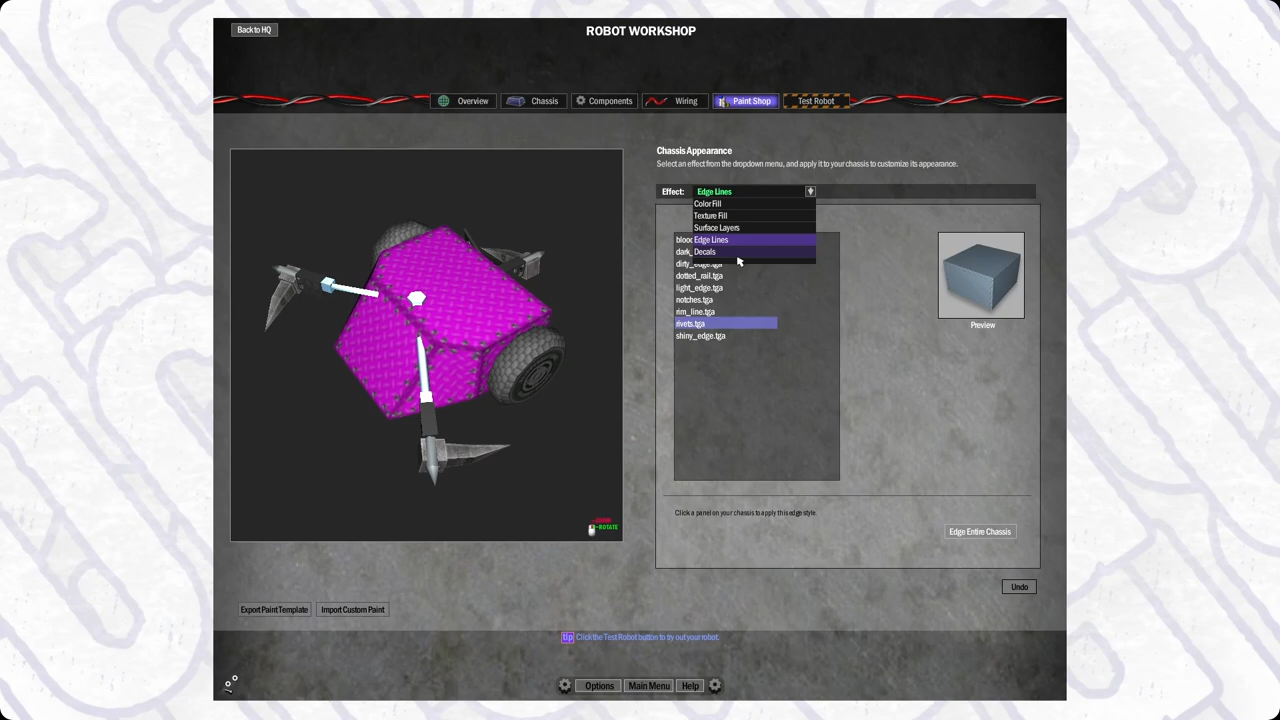 Back to HQ
ROBOT WORKSHOP
Overview
Chassis
Components
Wiring
Paint Shop
Test Robot
Chassis Appearance
Select an effect from the dropdown menu, and apply it to your chassis to customize its appearance.
Effect:
Edge Lines
Color Fill
Texture Fill
Surface Layers
Edge Lines
Decals
dirty_edge.tga
dotted_rail.tga
light_edge.tga
notches.tga
rim_line.tga
rivets.tga
shiny_edge.tga
Preview
ROTATE
Click a panel on your chassis to apply this edge style.
Edge Entire Chassis
Undo
Export Paint Template
Import Custom Paint
tip Click the Test Robot button to try out your robot.
Options
Main Menu
Help